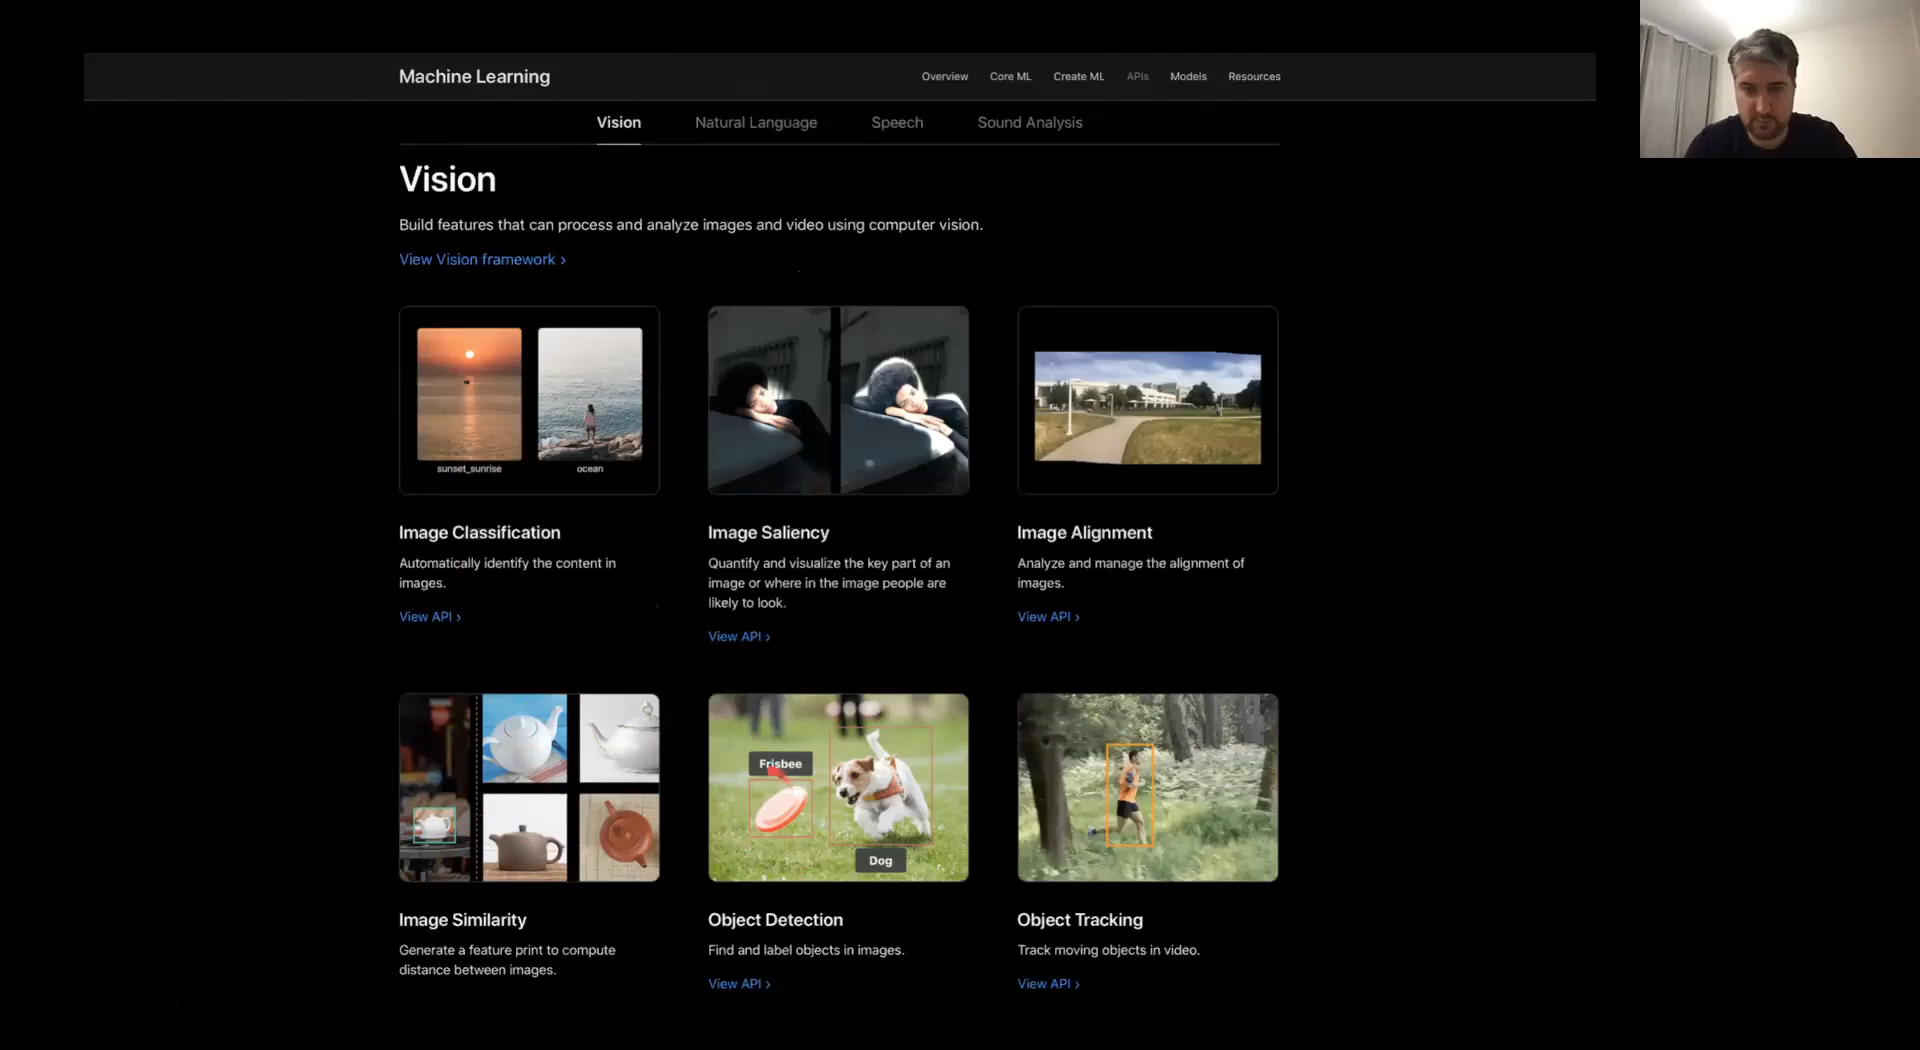 Machine Learning
Overview Core ML Create ML APIs Models Resources
Vision Natural Language Speech Sound Analysis
Vision
Build features that can process and analyze images and video using computer vision.
View Vision framework ›
sunset_sunrise ocean
Image Classification
Automatically identify the content in
images.
View API ›
Image Saliency
Quantify and visualize the key part of an
image or where in the image people are
likely to look.
View API ›
Image Alignment
Analyze and manage the alignment of
images.
View API ›
Image Similarity
Generate a feature print to compute
distance between images.
Frisbee
Dog
Object Detection
Find and label objects in images.
View API ›
Object Tracking
Track moving objects in video.
View API ›